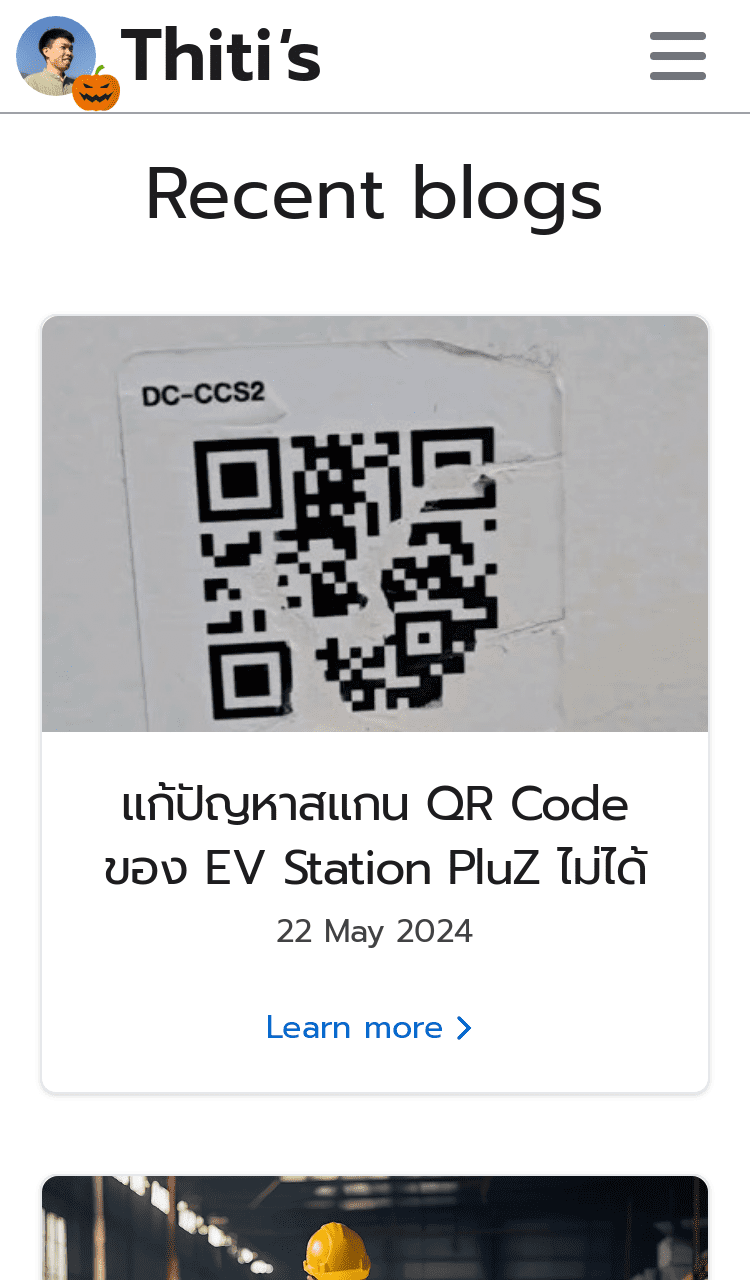 Thiti's
Recent blogs
DC-CCS2
แก้ปัญหาสแกน QR Code
ของ EV Station PluZ ไม่ได้
22 May 2024
Learn more